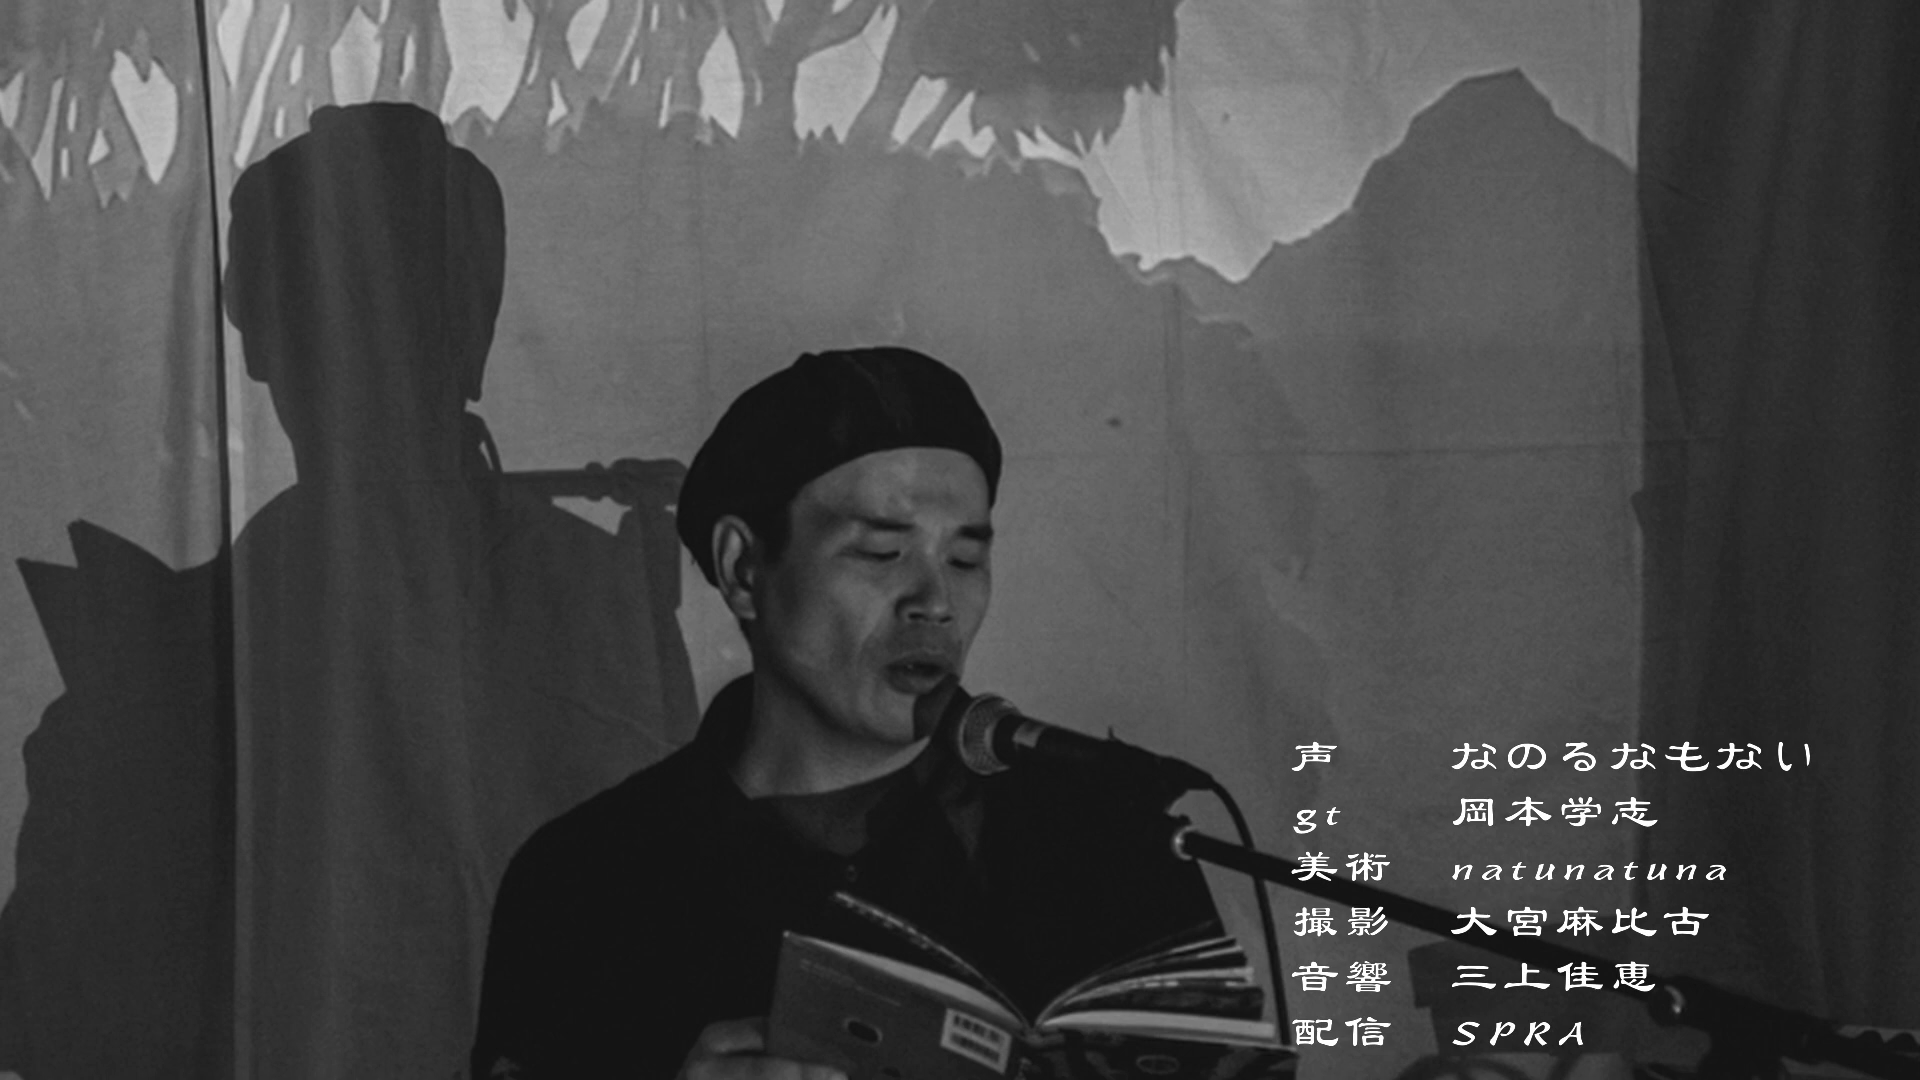 声 なのるなもない
gt 岡本学志
美術 natunatuna
撮影 大宮麻比古
音響 三上佳恵
配信 SPRA